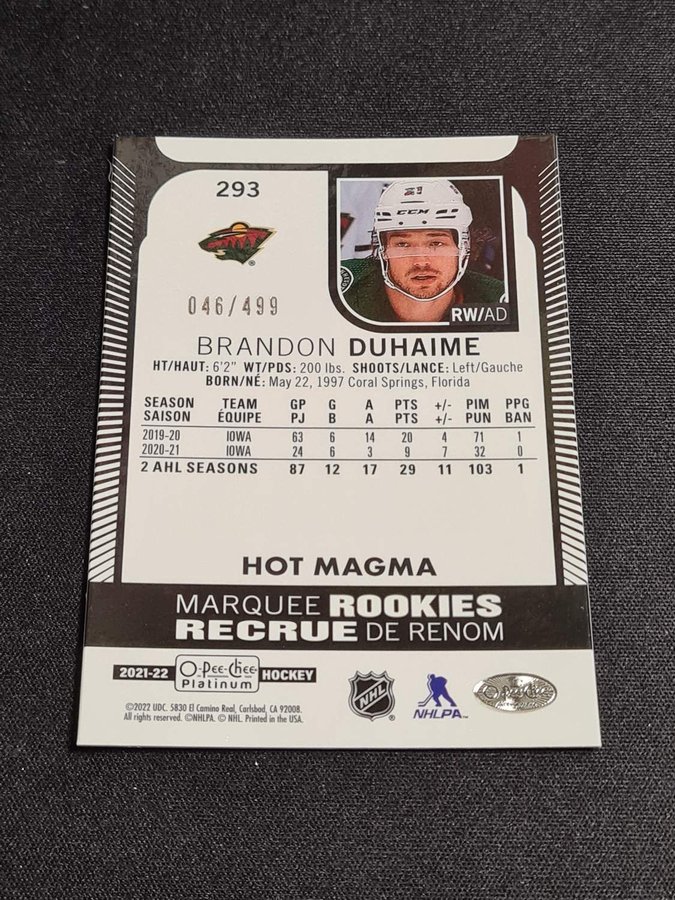 293
21
CCM
046/499
RW/AD
BRANDON DUHAIME
HT/HAUT: 6'2" WT/PDS: 200 lbs. SHOOTS/LANCE: Left/Gauche
BORN/NÉ: May 22, 1997 Coral Springs, Florida
SEASON TEAM GP G A PTS +/- PIM PPG
SAISON ÉQUIPE PJ B A PTS +/- PUN BAN
2019-20 IOWA 63 6 14 20 4 71 1
2020-21 IOWA 24 6 3 9 7 32 0
2 AHL SEASONS 87 12 17 29 11 103 1
HOT MAGMA
MARQUEE ROOKIES
RECRUE DE RENOM
2021-22 O-Pee-Chee Platinum HOCKEY
NHL
NHLPA
O-Pee-Chee
©2022 UDC. 5830 El Camino Real, Carlsbad, CA 92008.
All rights reserved. ©NHLPA. © NHL. Printed in the USA.